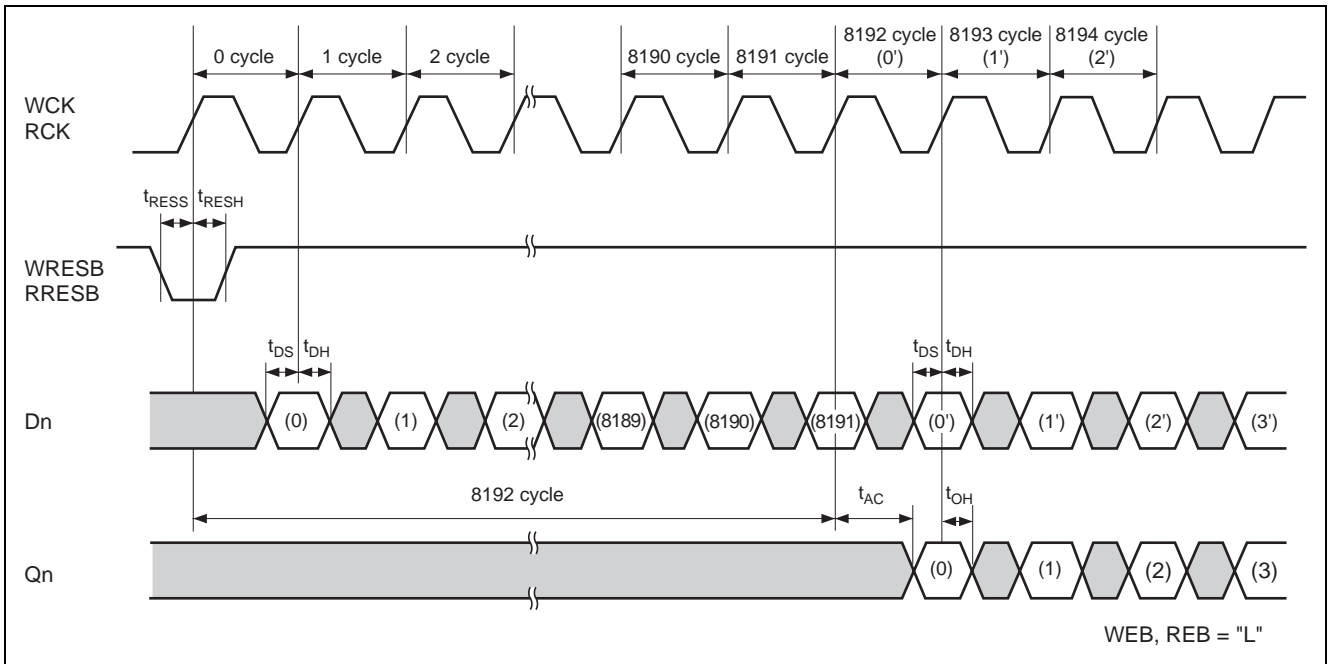 0 cycle
1 cycle
2 cycle
8190 cycle
8191 cycle
8192 cycle
(0')
8193 cycle
(1')
8194 cycle
(2')
WCK
RCK
tRESS
tRESH
WRESB
RRESB
tDS
tDH
tDS
tDH
Dn
(0)
(1)
(2)
(8189)
(8190)
(8191)
(0')
(1')
(2')
(3')
8192 cycle
tAC
tOH
Qn
(0)
(1)
(2)
(3)
WEB, REB = "L"